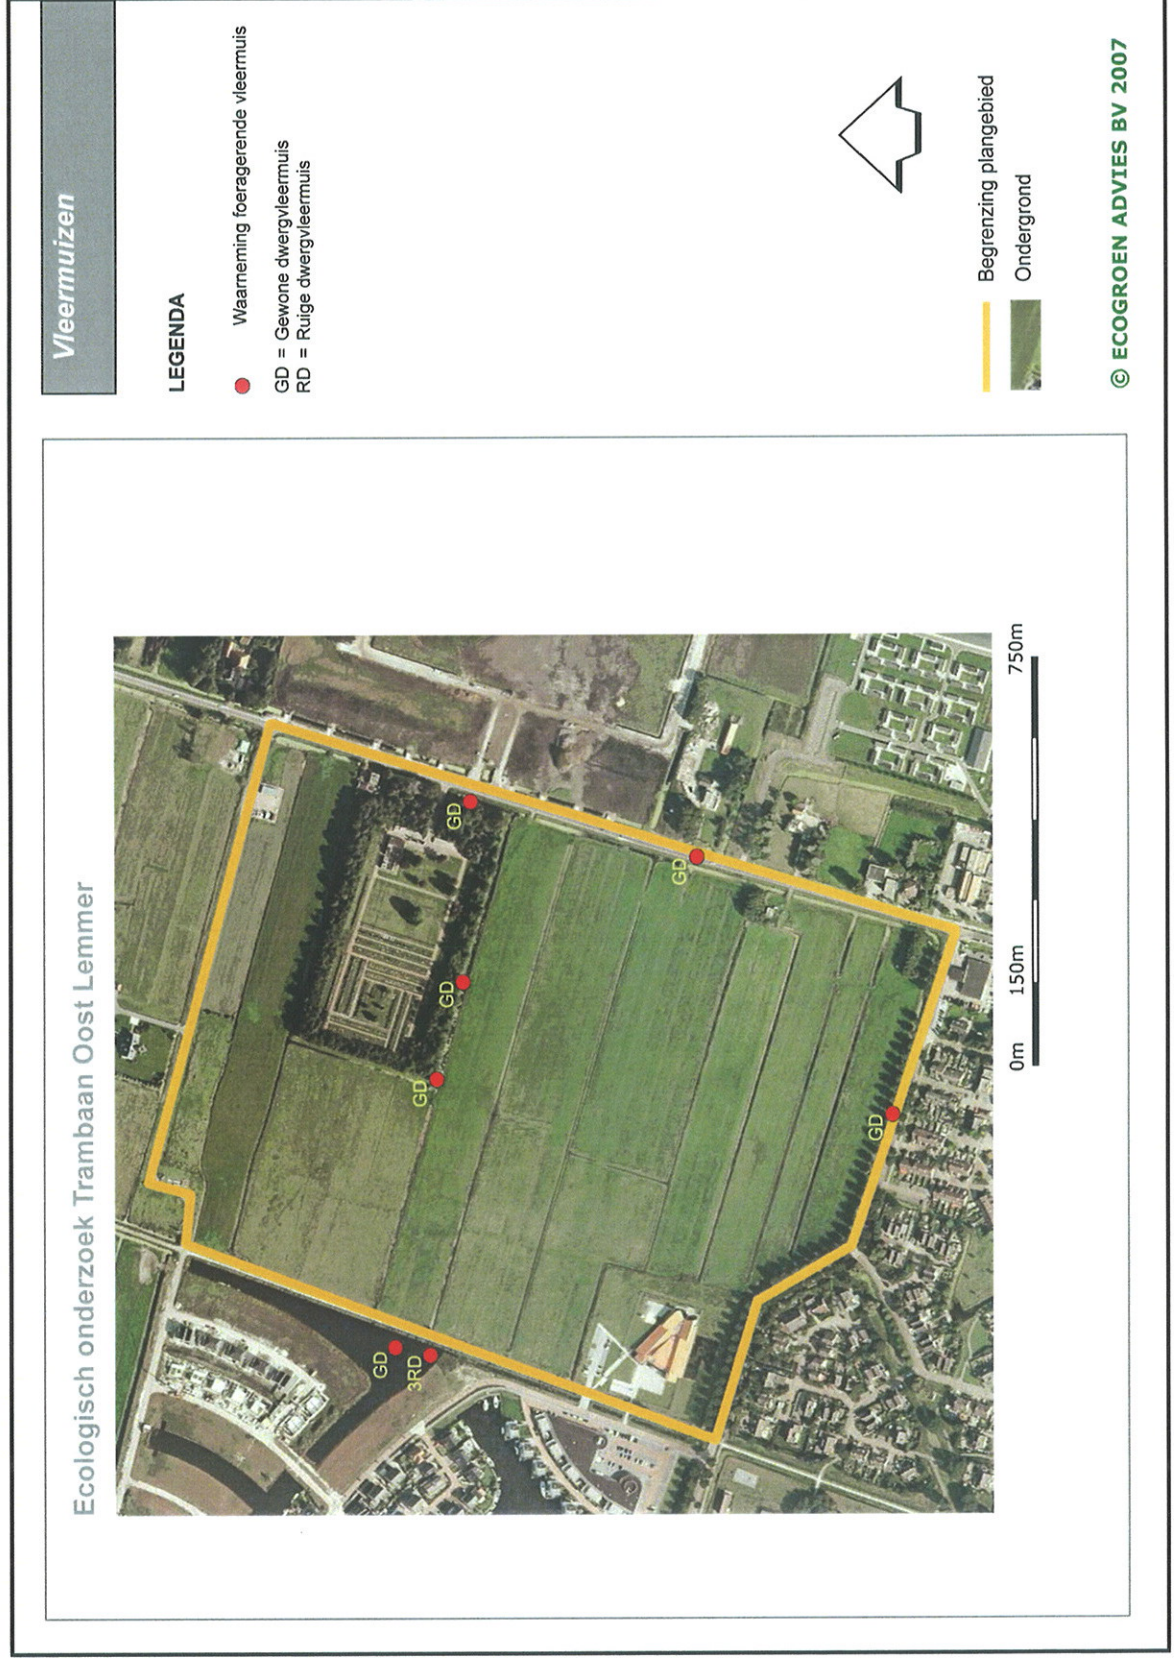 Ecologisch onderzoek Trambaan Oost Lemmer
GD
3RD
GD
GD
GD
GD
GD
0m
150m
750m
Vleermuizen
LEGENDA
Waarneming foeragerende vleermuis
GD = Gewone dwergvleermuis
RD = Ruige dwergvleermuis
Begrenzing plangebied
Ondergrond
© ECOGROEN ADVIES BV 2007